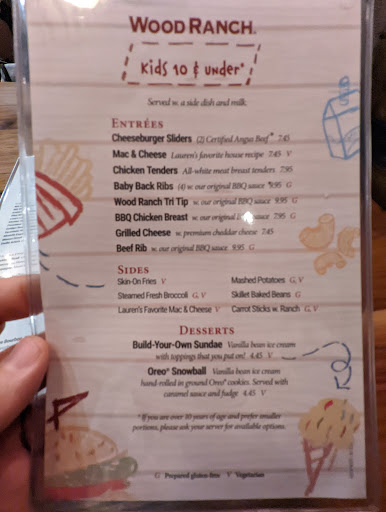 WOOD RANCH
Kids 10 & under*
Served w. a side dish and milk.
ENTRÉES
Cheeseburger Sliders (2) Certified Angus Beef® 7.45
Mac & Cheese Lauren's favorite house recipe 7.45 V
Chicken Tenders All-white meat breast tenders 7.95
Baby Back Ribs (4) w. our original BBQ sauce 9.95 G
Wood Ranch Tri Tip w. our original BBQ sauce 9.95 G
BBQ Chicken Breast w. our original sauce 7.95 G
Grilled Cheese w. premium cheddar cheese 7.45
Beef Rib w. our original BBQ sauce 9.95 G
SIDES
Skin-On Fries V
Mashed Potatoes G, V
Steamed Fresh Broccoli G, V
Skillet Baked Beans G
Lauren's Favorite Mac & Cheese V
Carrot Sticks w. Ranch G, V
DESSERTS
Build-Your-Own Sundae Vanilla bean ice cream
with toppings that you put on! 4.45 V
Oreo® Snowball Vanilla bean ice cream
hand-rolled in ground Oreo® cookies. Served with
caramel sauce and fudge 4.45 V
*If you are over 10 years of age and prefer smaller
portions, please ask your server for available options.
G Prepared gluten-free V Vegetarian